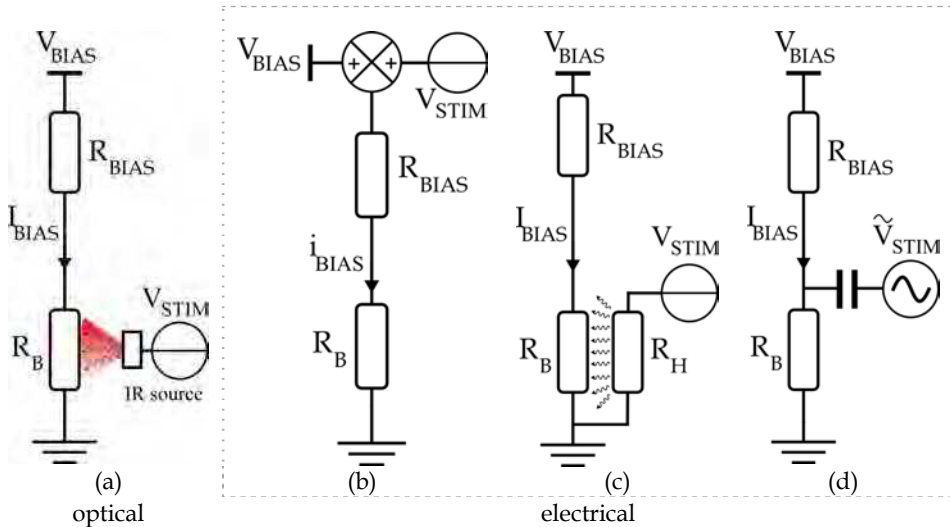 V_BIAS
R_BIAS
I_BIAS
V_STIM
R_B
IR source
(a)
optical
V_BIAS
+ +
V_STIM
R_BIAS
i_BIAS
R_B
(b)
V_BIAS
R_BIAS
I_BIAS
V_STIM
R_B
R_H
(c)
V_BIAS
R_BIAS
I_BIAS
Ṽ_STIM
R_B
(d)
electrical